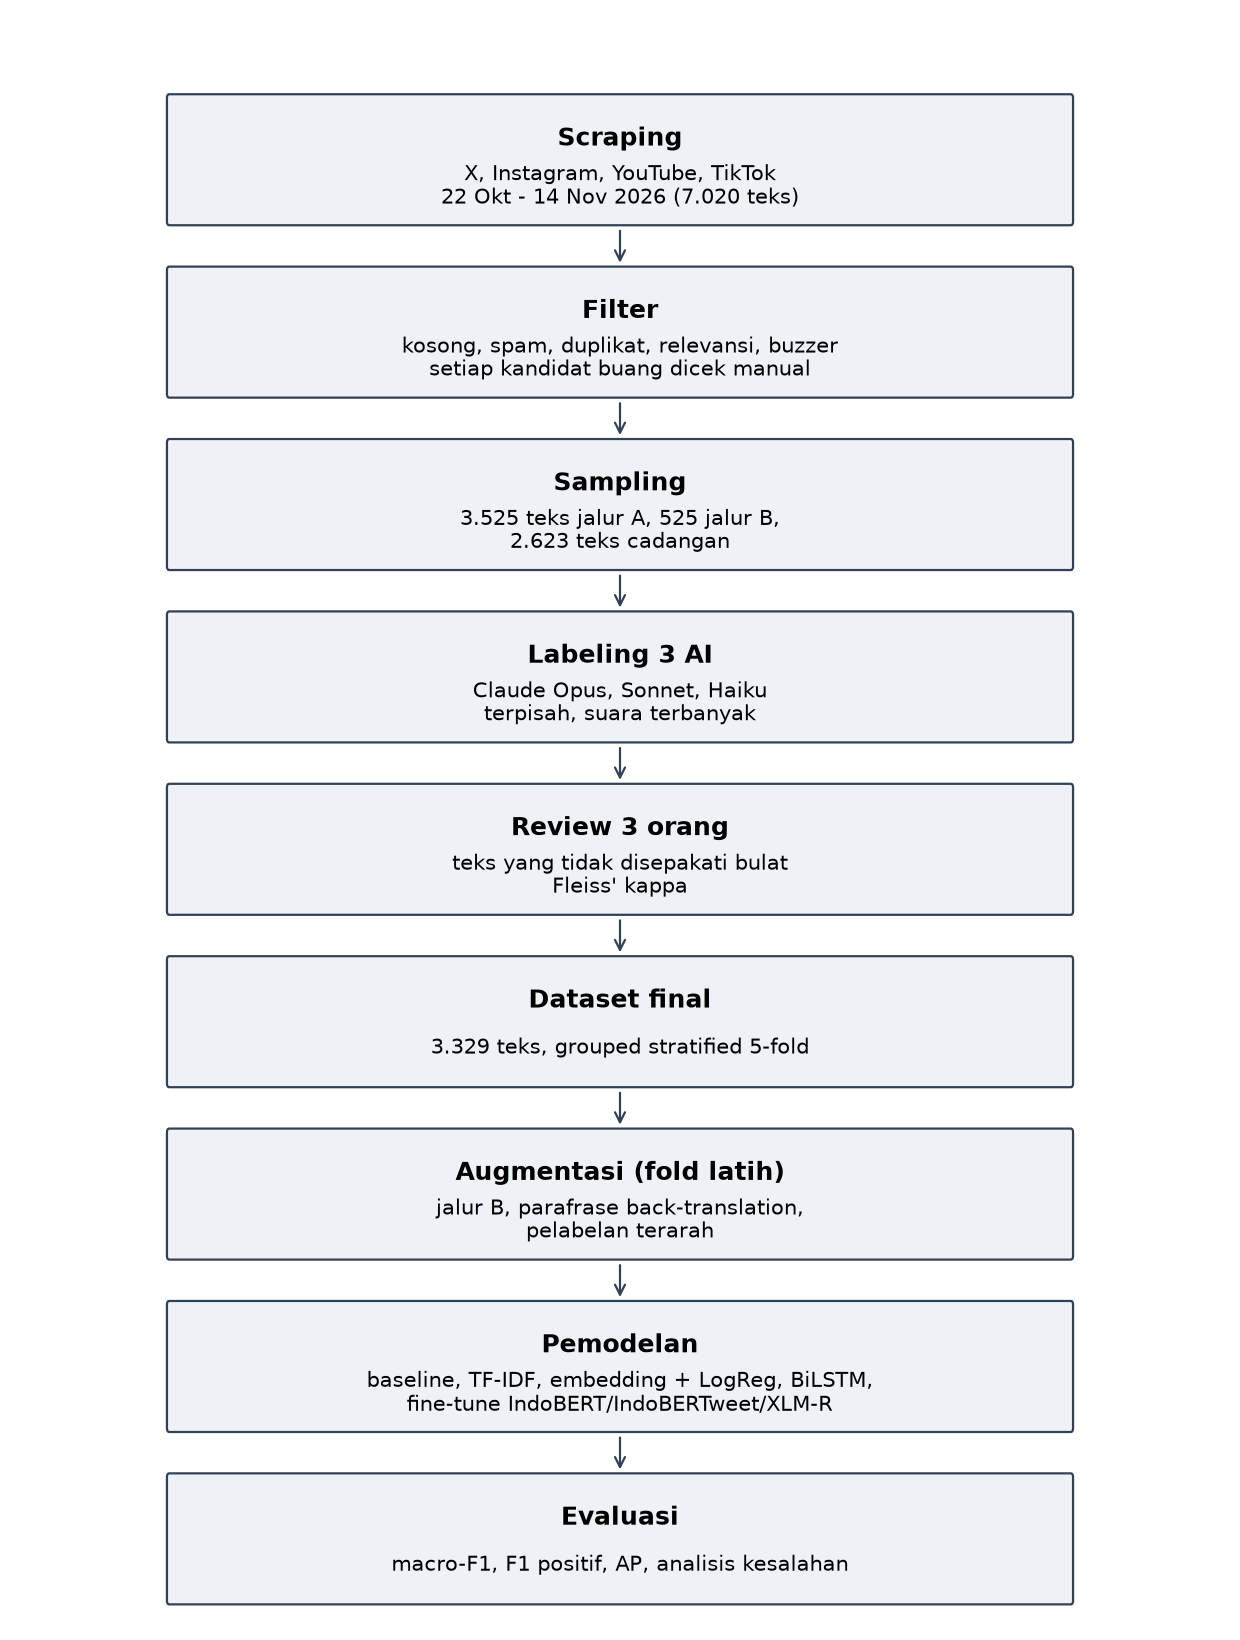 Scraping
X, Instagram, YouTube, TikTok
22 Okt - 14 Nov 2026 (7.020 teks)
Filter
kosong, spam, duplikat, relevansi, buzzer
setiap kandidat buang dicek manual
Sampling
3.525 teks jalur A, 525 jalur B,
2.623 teks cadangan
Labeling 3 AI
Claude Opus, Sonnet, Haiku
terpisah, suara terbanyak
Review 3 orang
teks yang tidak disepakati bulat
Fleiss' kappa
Dataset final
3.329 teks, grouped stratified 5-fold
Augmentasi (fold latih)
jalur B, parafrase back-translation,
pelabelan terarah
Pemodelan
baseline, TF-IDF, embedding + LogReg, BiLSTM,
fine-tune IndoBERT/IndoBERTweet/XLM-R
Evaluasi
macro-F1, F1 positif, AP, analisis kesalahan